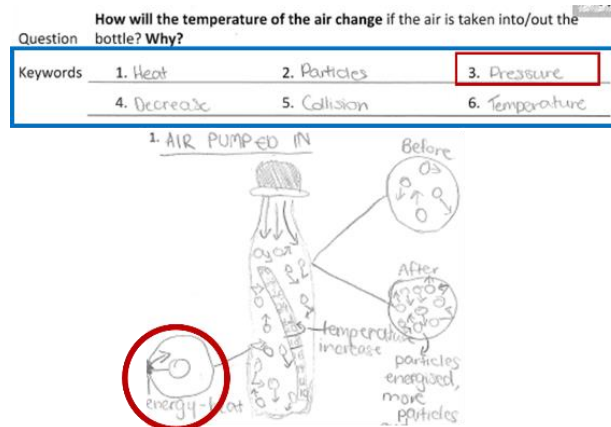 How will the temperature of the air change if the air is taken into/out the
Question bottle? Why?
Keywords 1. Heat 2. Particles 3. Pressure
4. Decrease 5. Collision 6. Temperature
1. AIR PUMPED IN
Before
After
temperature
increase
particles
energised,
more
particles
energy-heat